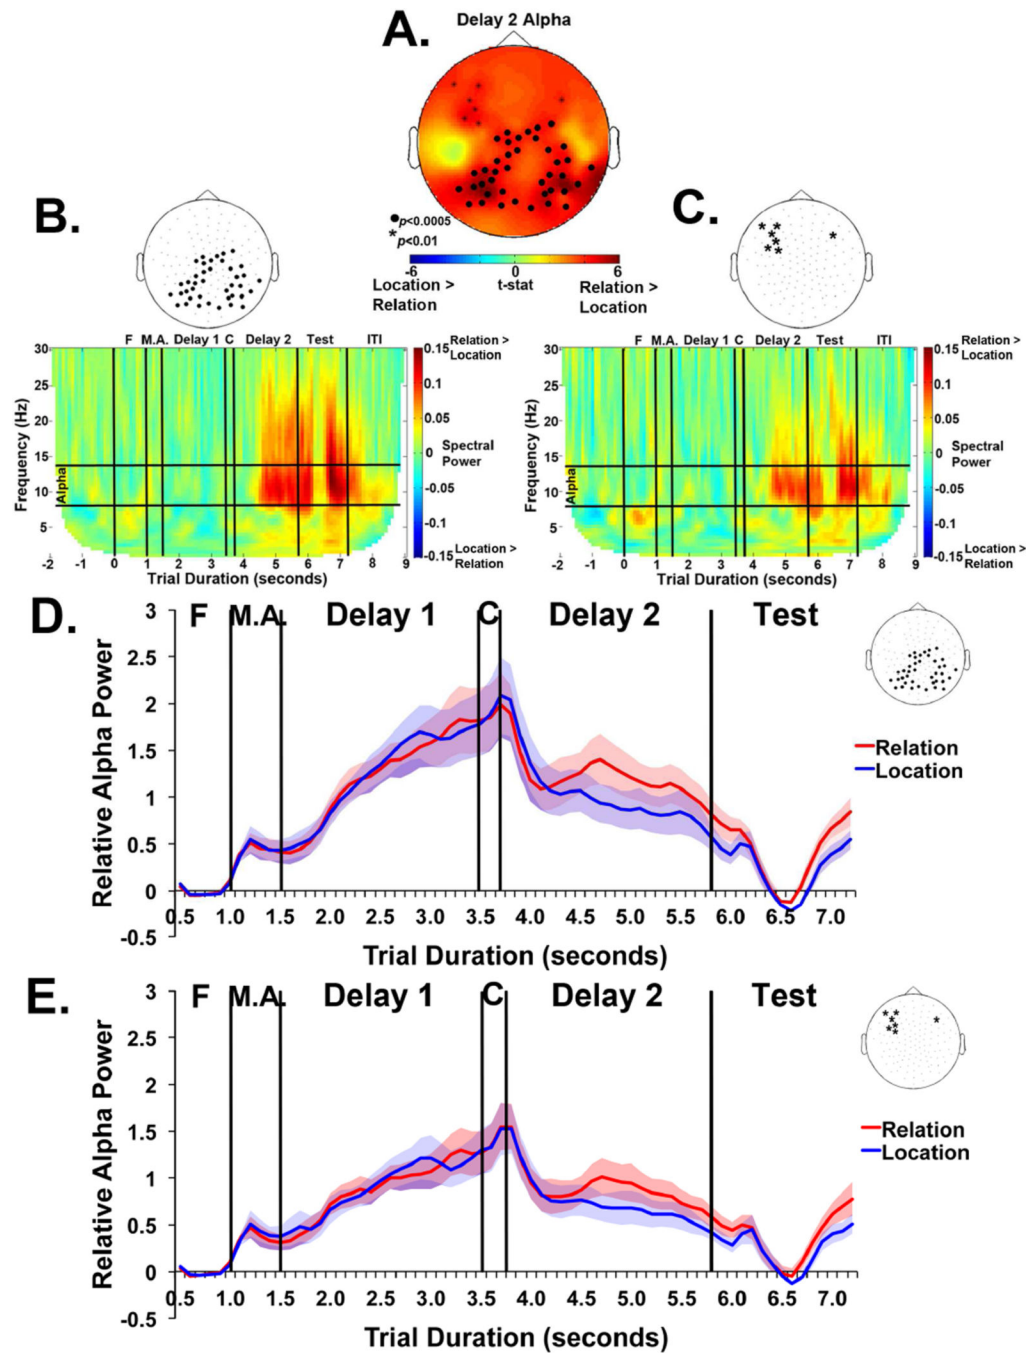 A.
Delay 2 Alpha
●p<0.0005
*p<0.01
-6 0 6
t-stat
Location >
Relation
Relation >
Location
B.
F M.A. Delay 1 C Delay 2 Test ITI
Frequency (Hz)
30
25
20
15
10
5
Alpha
-2 -1 0 1 2 3 4 5 6 7 8 9
Trial Duration (seconds)
Relation >
Location
0.15
0.1
0.05
0
-0.05
-0.1
-0.15
Spectral
Power
Location >
Relation
C.
F M.A. Delay 1 C Delay 2 Test ITI
30
25
20
15
10
5
Alpha
-2 -1 0 1 2 3 4 5 6 7 8 9
Trial Duration (seconds)
Relation >
Location
0.15
0.10
0.05
0
-0.05
-0.1
-0.15
Spectral
Power
Location >
Relation
D.
F M.A. Delay 1 C Delay 2 Test
Relative Alpha Power
3
2.5
2
1.5
1
0.5
0
-0.5
0.5 1.0 1.5 2.0 2.5 3.0 3.5 4.0 4.5 5.0 5.5 6.0 6.5 7.0
Trial Duration (seconds)
Relation
Location
E.
F M.A. Delay 1 C Delay 2 Test
Relative Alpha Power
3
2.5
2
1.5
1
0.5
0
-0.5
0.5 1.0 1.5 2.0 2.5 3.0 3.5 4.0 4.5 5.0 5.5 6.0 6.5 7.0
Trial Duration (seconds)
Relation
Location